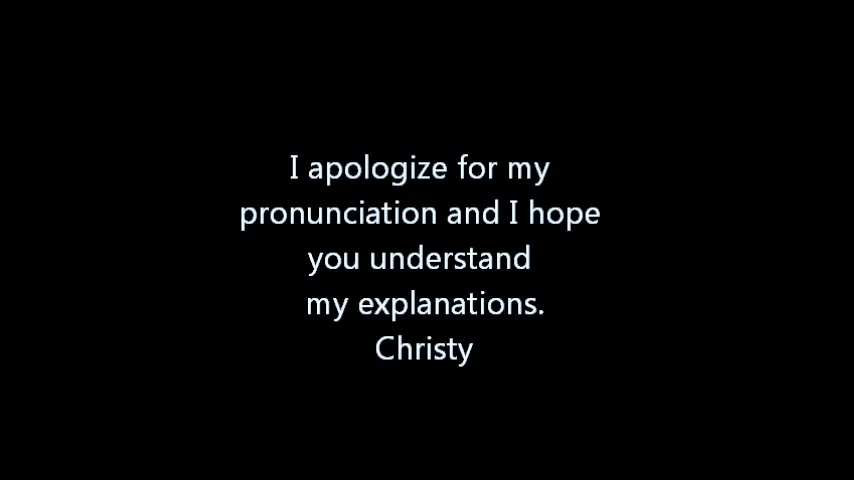 I apologize for my
pronunciation and I hope
you understand
my explanations.
Christy